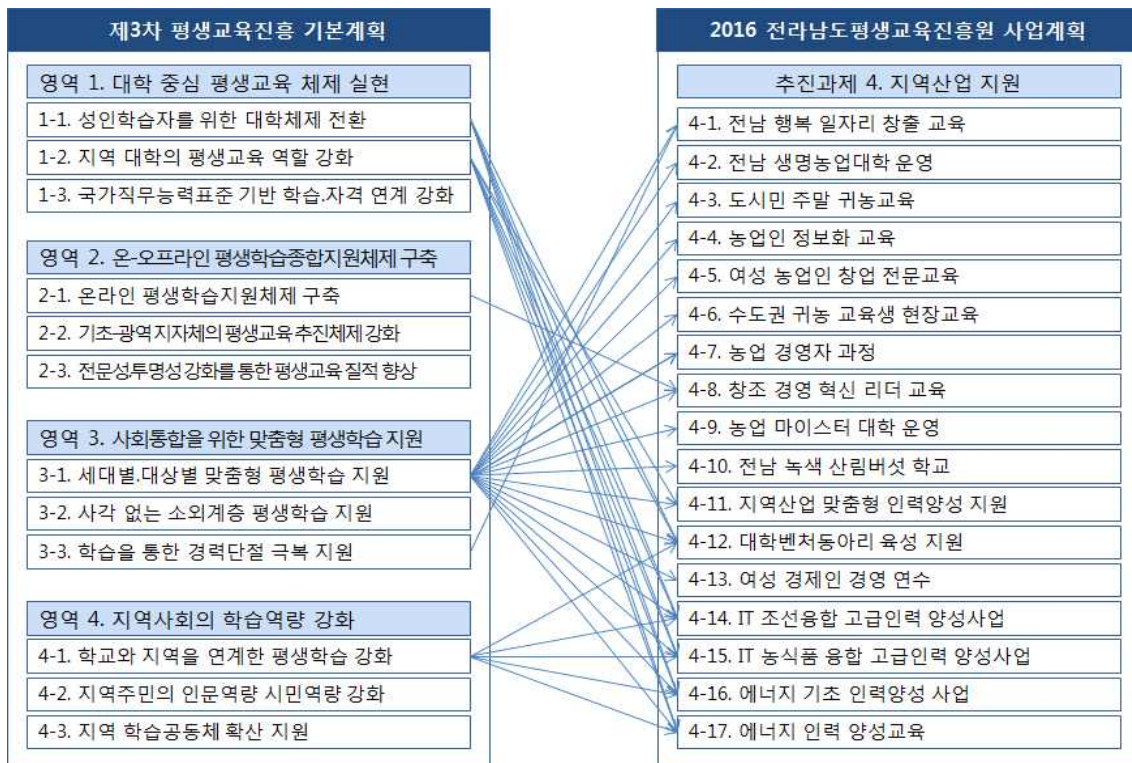 제3차 평생교육진흥 기본계획
영역 1. 대학 중심 평생교육 체제 실현
1-1. 성인학습자를 위한 대학체제 전환
1-2. 지역 대학의 평생교육 역할 강화
1-3. 국가직무능력표준 기반 학습.자격 연계 강화
영역 2. 온-오프라인 평생학습종합지원체제 구축
2-1. 온라인 평생학습지원체제 구축
2-2. 기초-광역 지자체의 평생교육 추진체제 강화
2-3. 전문성,투명성 강화를 통한 평생교육 질적 향상
영역 3. 사회통합을 위한 맞춤형 평생학습 지원
3-1. 세대별.대상별 맞춤형 평생학습 지원
3-2. 사각 없는 소외계층 평생학습 지원
3-3. 학습을 통한 경력단절 극복 지원
영역 4. 지역사회의 학습역량 강화
4-1. 학교와 지역을 연계한 평생학습 강화
4-2. 지역주민의 인문역량 시민역량 강화
4-3. 지역 학습공동체 확산 지원
2016 전라남도평생교육진흥원 사업계획
추진과제 4. 지역산업 지원
4-1. 전남 행복 일자리 창출 교육
4-2. 전남 생명농업대학 운영
4-3. 도시민 주말 귀농교육
4-4. 농업인 정보화 교육
4-5. 여성 농업인 창업 전문교육
4-6. 수도권 귀농 교육생 현장교육
4-7. 농업 경영자 과정
4-8. 창조 경영 혁신 리더 교육
4-9. 농업 마이스터 대학 운영
4-10. 전남 녹색 산림버섯 학교
4-11. 지역산업 맞춤형 인력양성 지원
4-12. 대학벤처동아리 육성 지원
4-13. 여성 경제인 경영 연수
4-14. IT 조선융합 고급인력 양성사업
4-15. IT 농식품 융합 고급인력 양성사업
4-16. 에너지 기초 인력양성 사업
4-17. 에너지 인력 양성교육